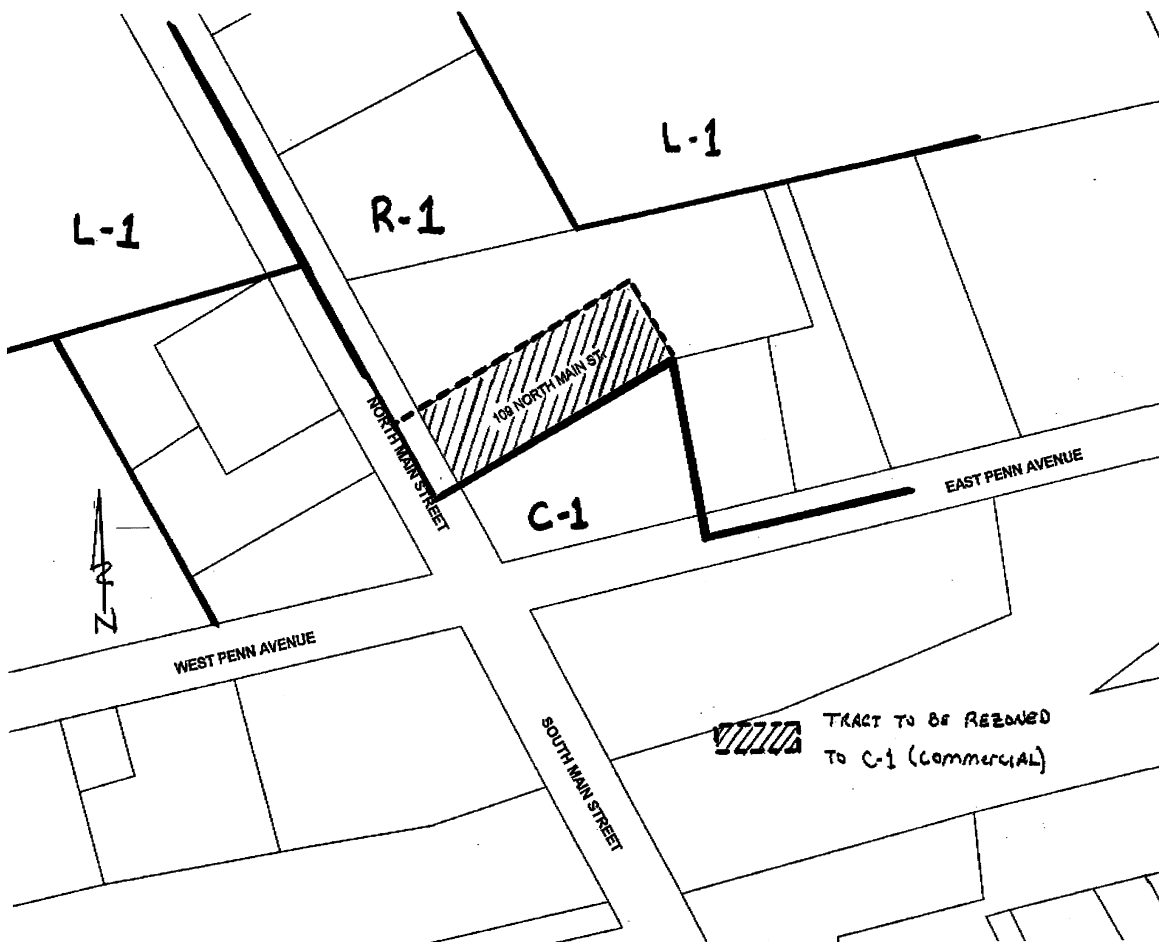 L-1
R-1
L-1
109 NORTH MAIN ST.
NORTH MAIN STREET
C-1
EAST PENN AVENUE
N
WEST PENN AVENUE
SOUTH MAIN STREET
TRACT TO BE REZONED
TO C-1 (COMMERCIAL)